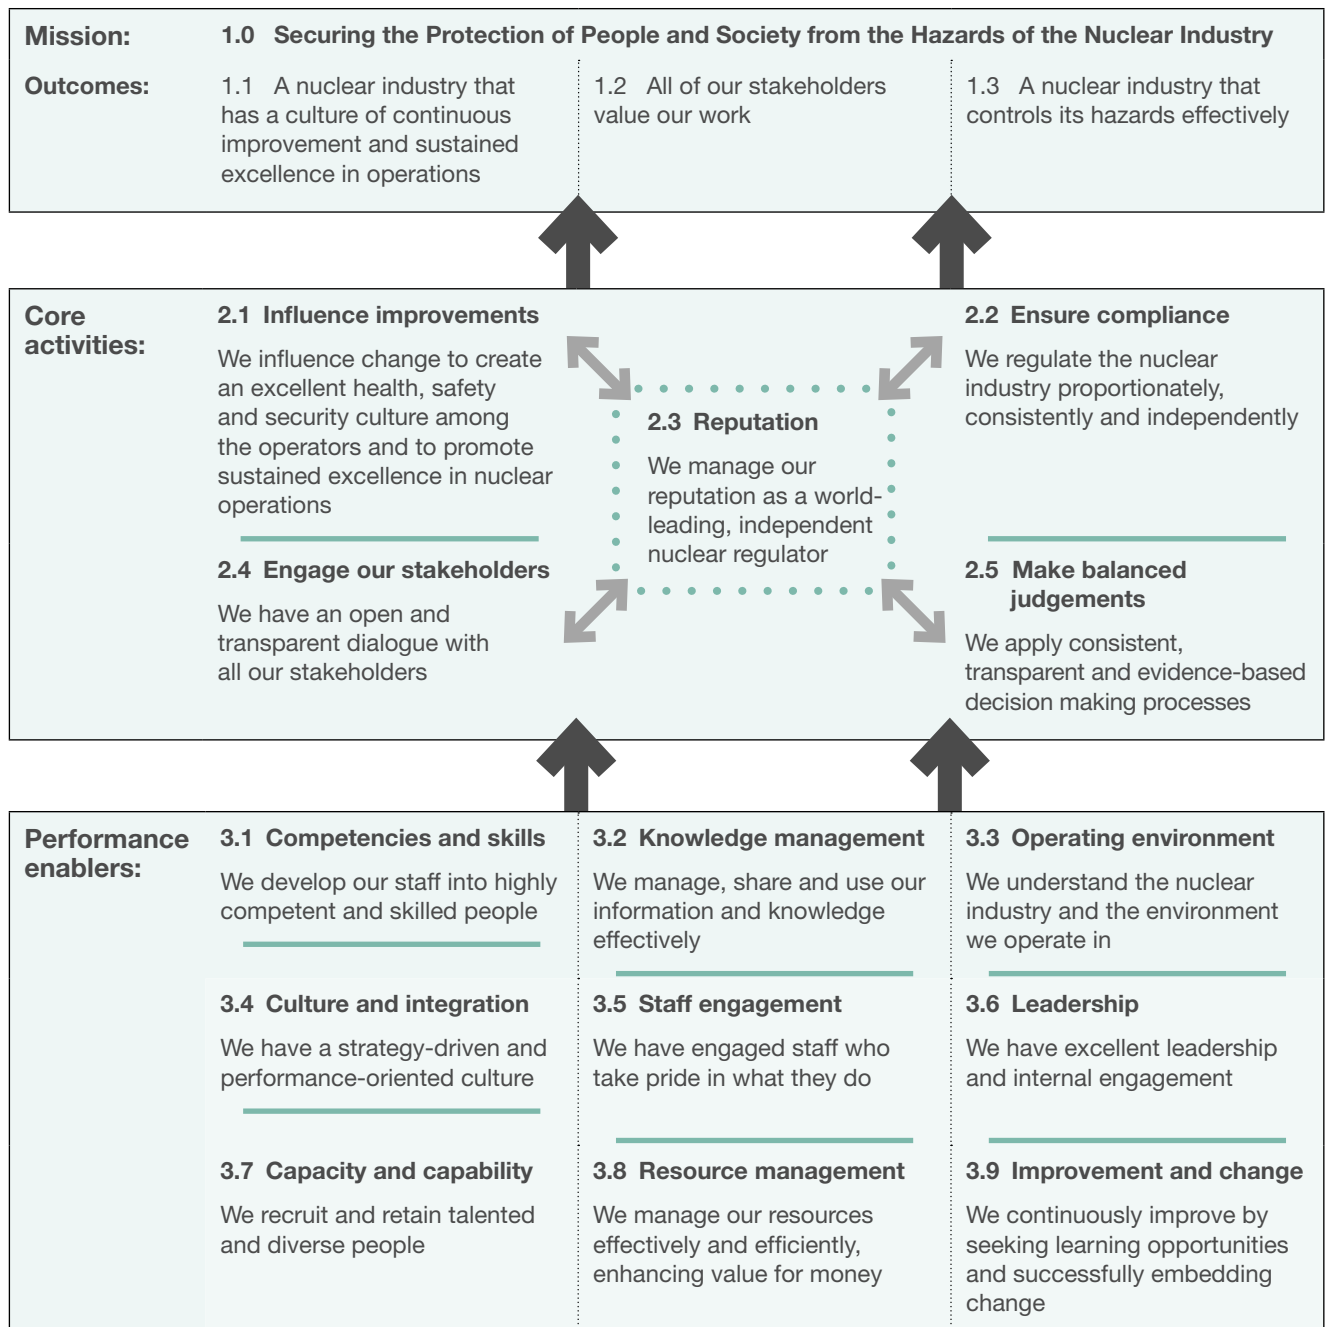 Mission: 1.0 Securing the Protection of People and Society from the Hazards of the Nuclear Industry
Outcomes: 1.1 A nuclear industry that
has a culture of continuous
improvement and sustained
excellence in operations
1.2 All of our stakeholders
value our work
1.3 A nuclear industry that
controls its hazards effectively
Core
activities:
2.1 Influence improvements
We influence change to create
an excellent health, safety
and security culture among
the operators and to promote
sustained excellence in nuclear
operations
2.2 Ensure compliance
We regulate the nuclear
industry proportionately,
consistently and independently
2.3 Reputation
We manage our
reputation as a world-
leading, independent
nuclear regulator
2.4 Engage our stakeholders
We have an open and
transparent dialogue with
all our stakeholders
2.5 Make balanced
judgements
We apply consistent,
transparent and evidence-based
decision making processes
Performance
enablers:
3.1 Competencies and skills
We develop our staff into highly
competent and skilled people
3.2 Knowledge management
We manage, share and use our
information and knowledge
effectively
3.3 Operating environment
We understand the nuclear
industry and the environment
we operate in
3.4 Culture and integration
We have a strategy-driven and
performance-oriented culture
3.5 Staff engagement
We have engaged staff who
take pride in what they do
3.6 Leadership
We have excellent leadership
and internal engagement
3.7 Capacity and capability
We recruit and retain talented
and diverse people
3.8 Resource management
We manage our resources
effectively and efficiently,
enhancing value for money
3.9 Improvement and change
We continuously improve by
seeking learning opportunities
and successfully embedding
change